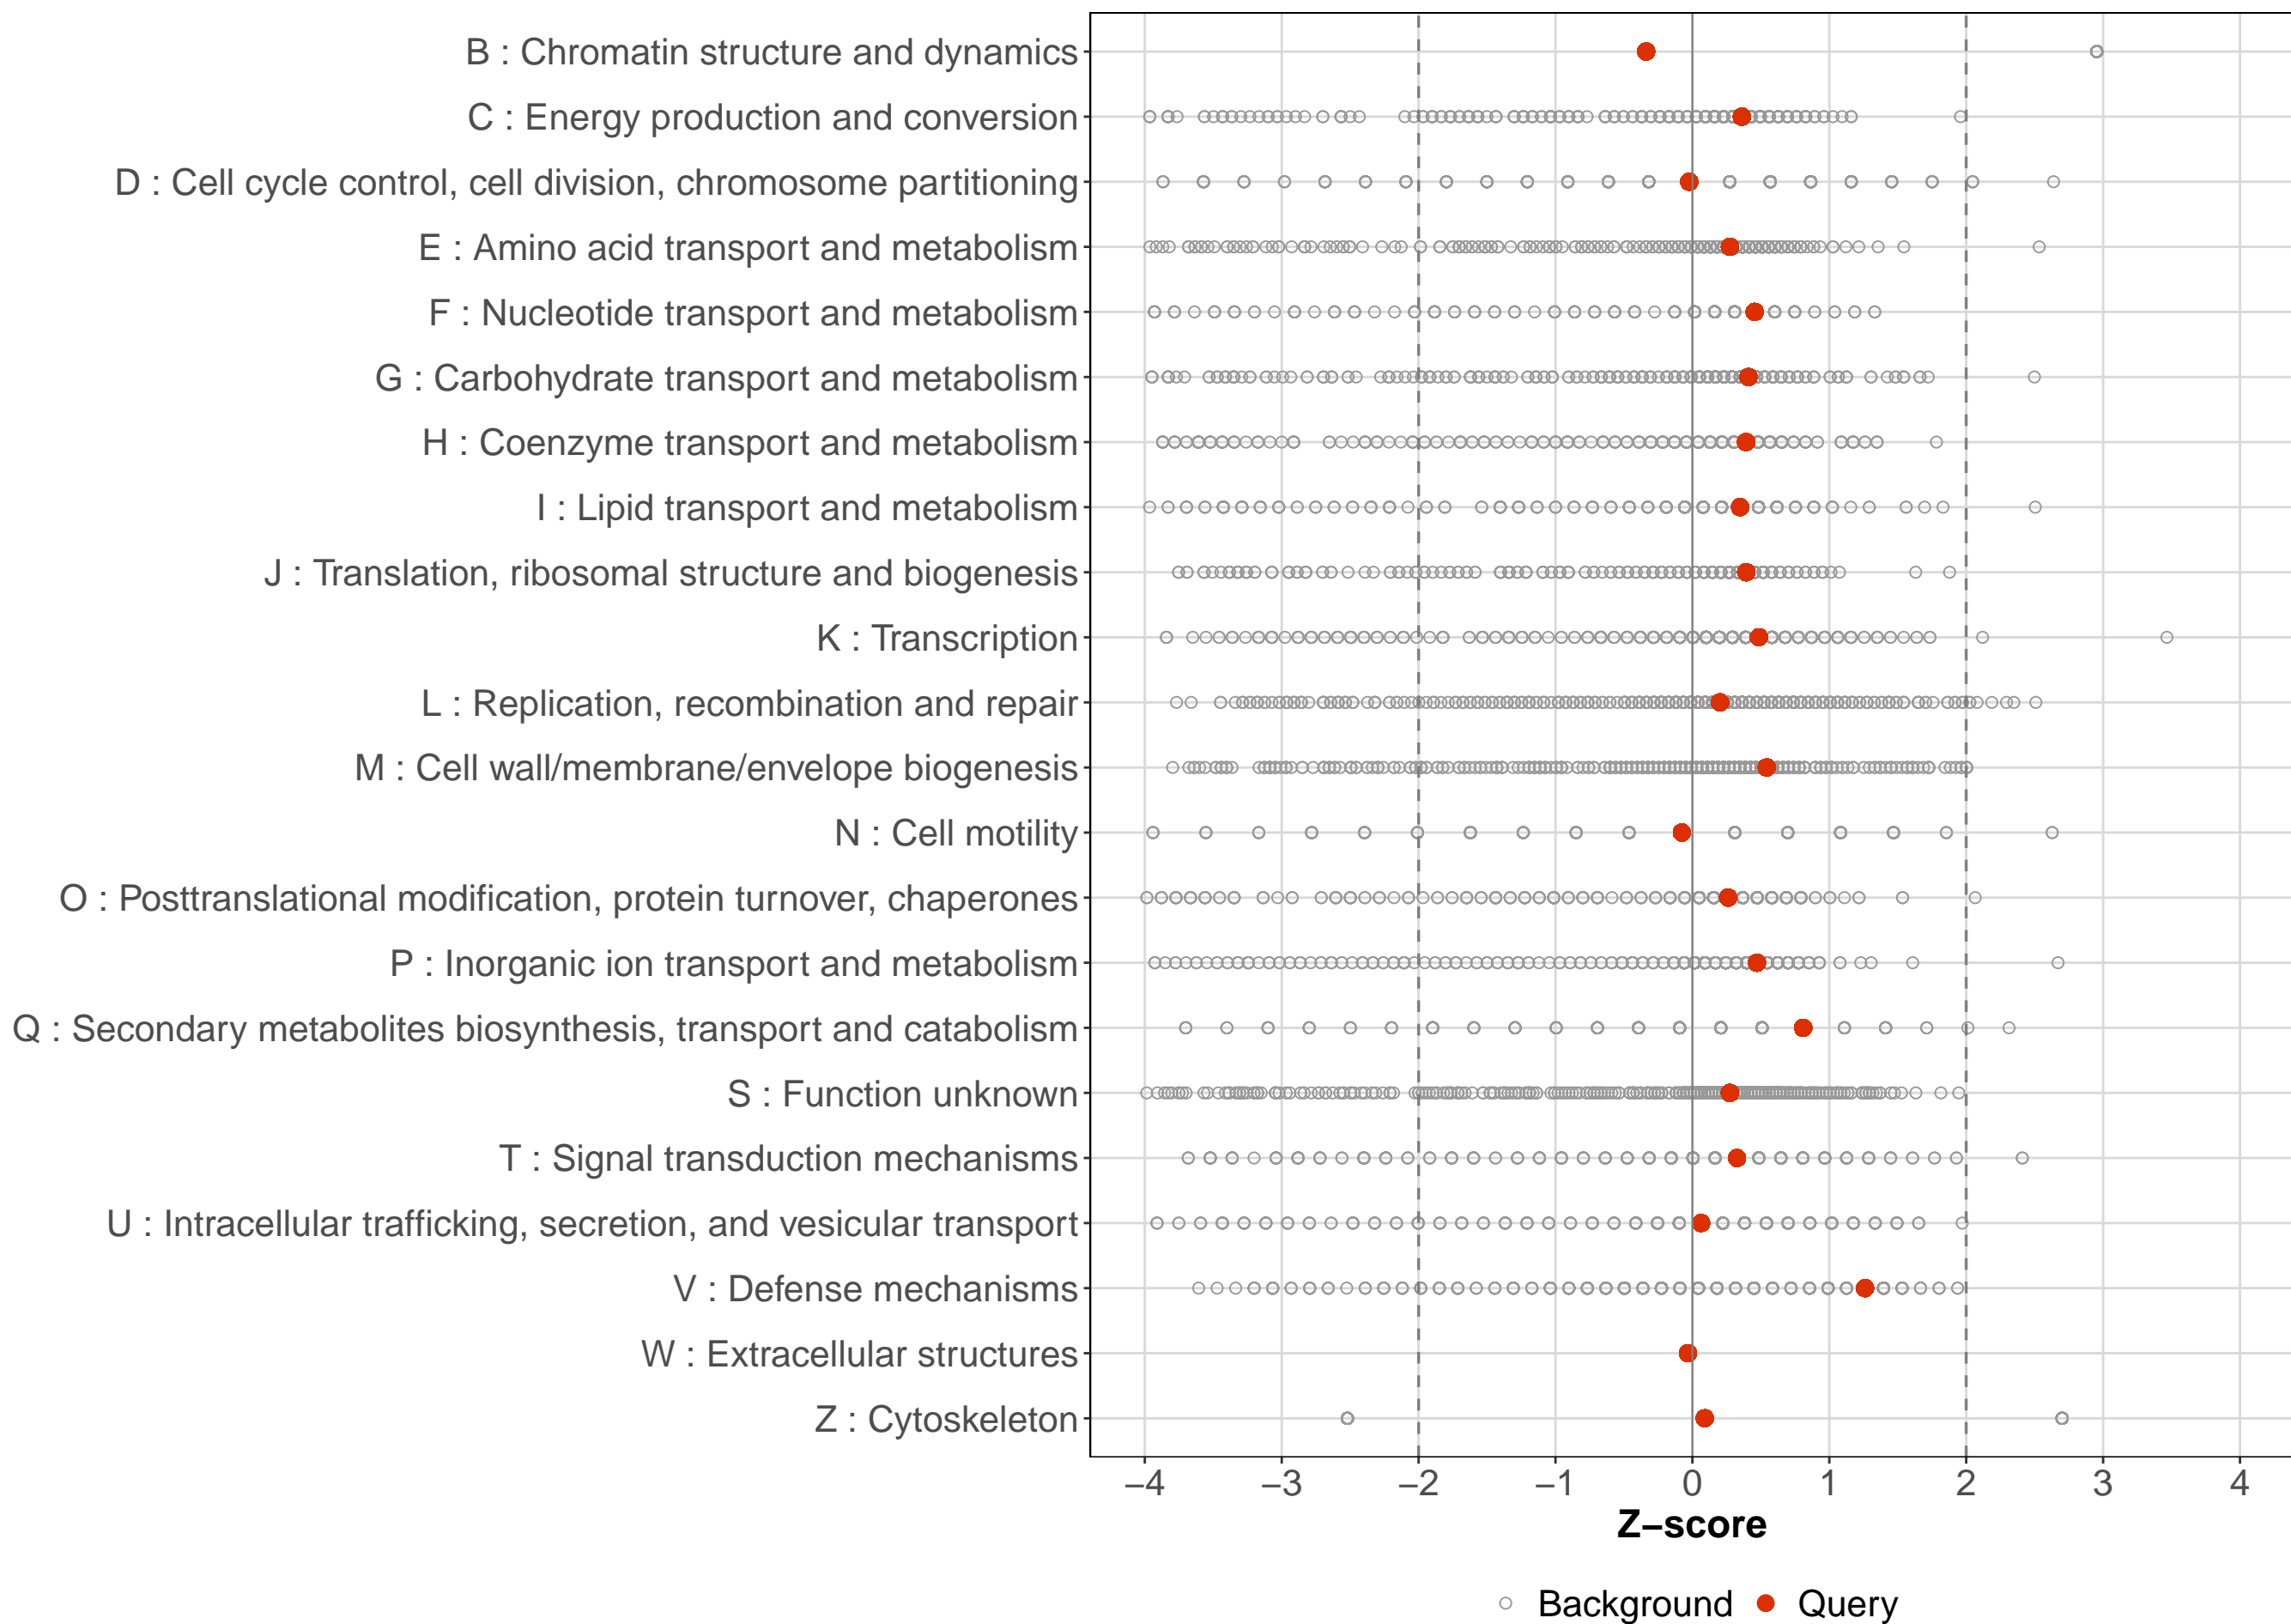 B : Chromatin structure and dynamics
C : Energy production and conversion
D : Cell cycle control, cell division, chromosome partitioning
E : Amino acid transport and metabolism
F : Nucleotide transport and metabolism
G : Carbohydrate transport and metabolism
H : Coenzyme transport and metabolism
I : Lipid transport and metabolism
J : Translation, ribosomal structure and biogenesis
K : Transcription
L : Replication, recombination and repair
M : Cell wall/membrane/envelope biogenesis
N : Cell motility
O : Posttranslational modification, protein turnover, chaperones
P : Inorganic ion transport and metabolism
Q : Secondary metabolites biosynthesis, transport and catabolism
S : Function unknown
T : Signal transduction mechanisms
U : Intracellular trafficking, secretion, and vesicular transport
V : Defense mechanisms
W : Extracellular structures
Z : Cytoskeleton
−4 −3 −2 −1 0 1 2 3 4
Z−score
Background Query